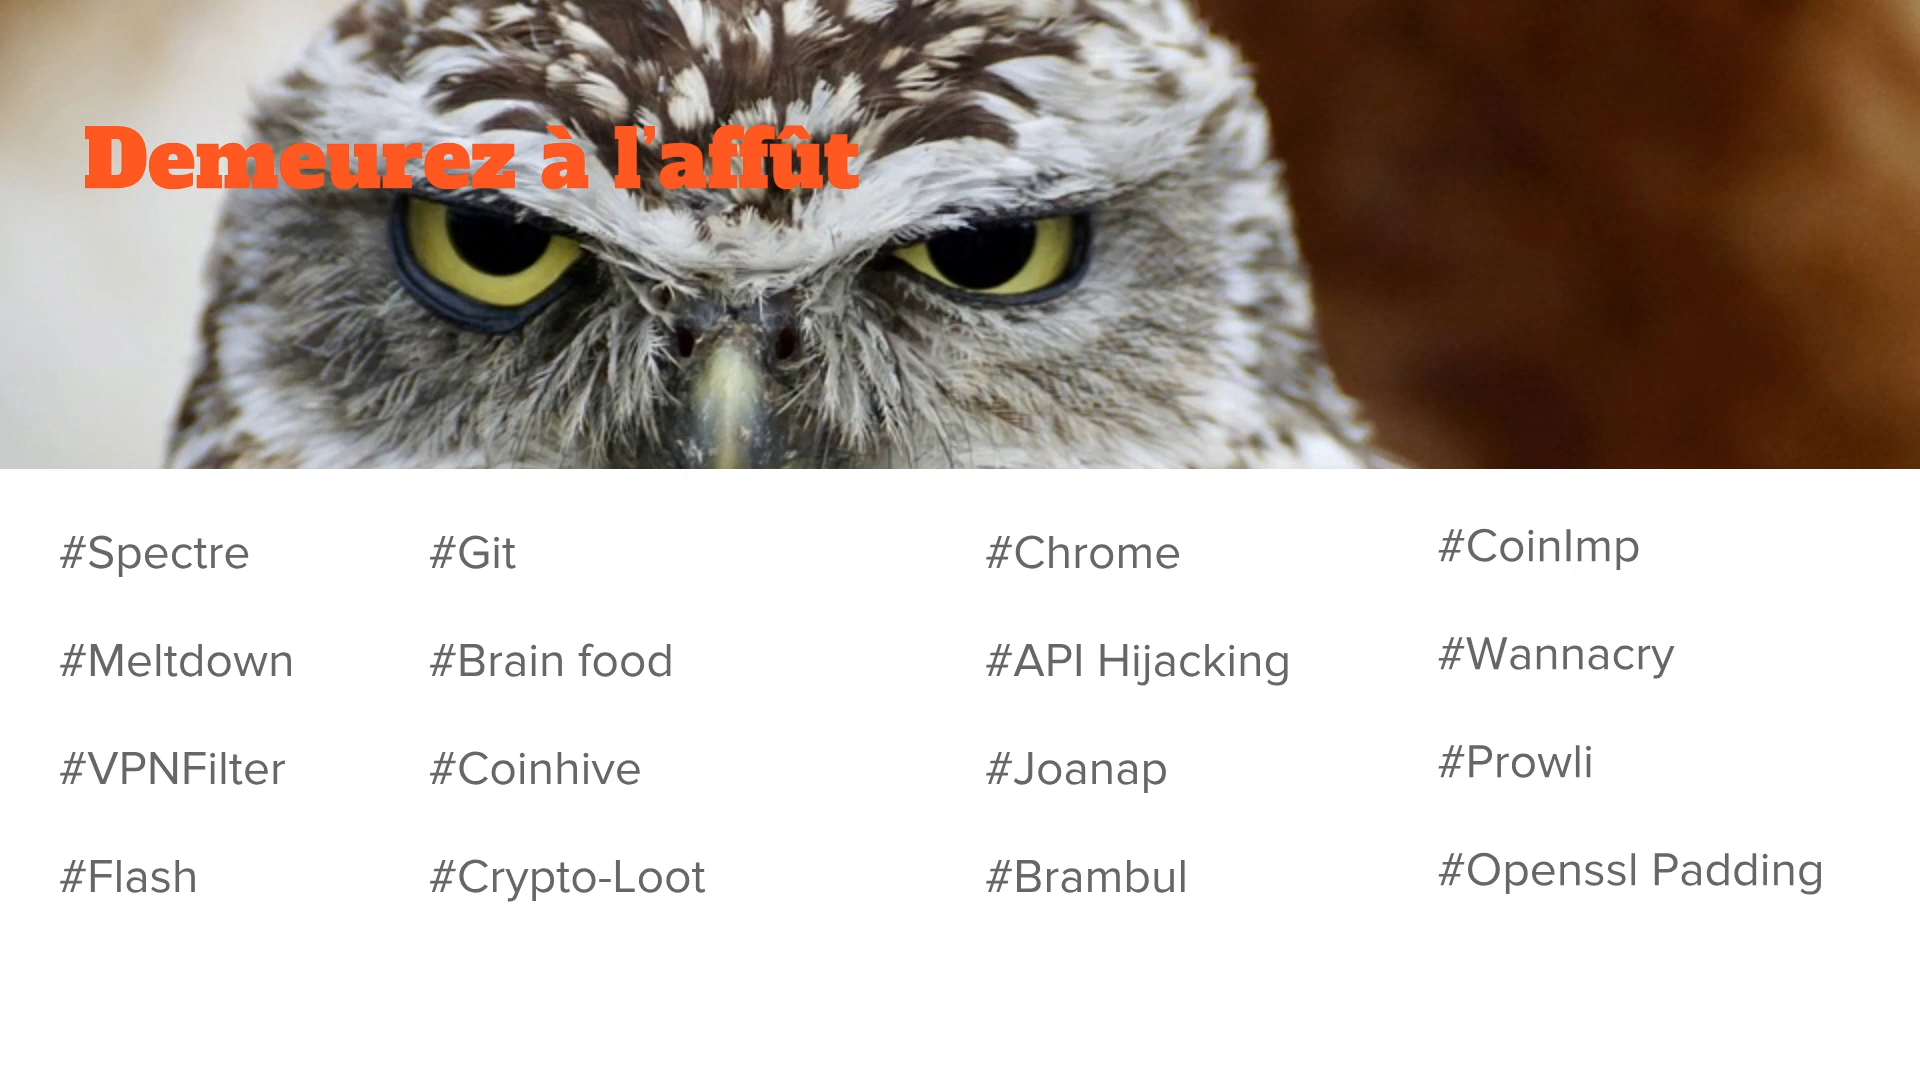 Demeurez à l'affût
#Spectre
#Meltdown
#VPNFilter
#Flash
#Git
#Brain food
#Coinhive
#Crypto-Loot
#Chrome
#API Hijacking
#Joanap
#Brambul
#CoinImp
#Wannacry
#Prowli
#Openssl Padding